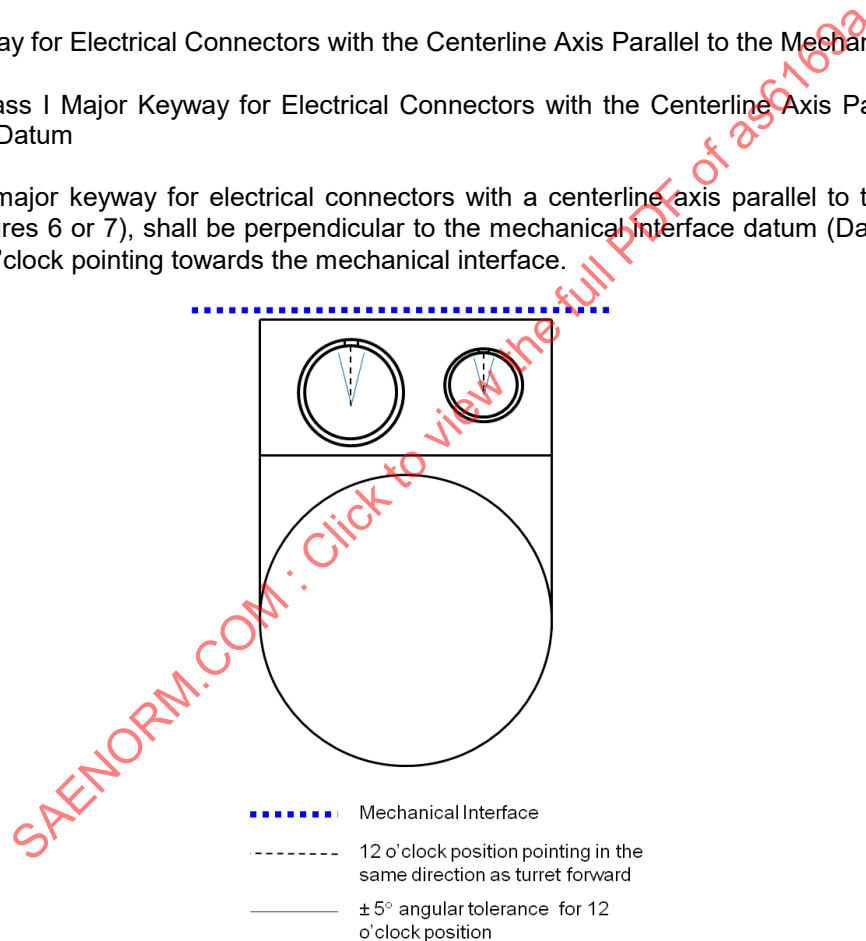 ay for Electrical Connectors with the Centerline Axis Parallel to the Mechan
ass I Major Keyway for Electrical Connectors with the Centerline Axis Pa
Datum
major keyway for electrical connectors with a centerline axis parallel to t
ures 6 or 7), shall be perpendicular to the mechanical interface datum (Da
o'clock pointing towards the mechanical interface.
Mechanical Interface
12 o'clock position pointing in the
same direction as turret forward
± 5° angular tolerance for 12
o'clock position
SAENORM.COM : Click to view the full PDF of as6169a